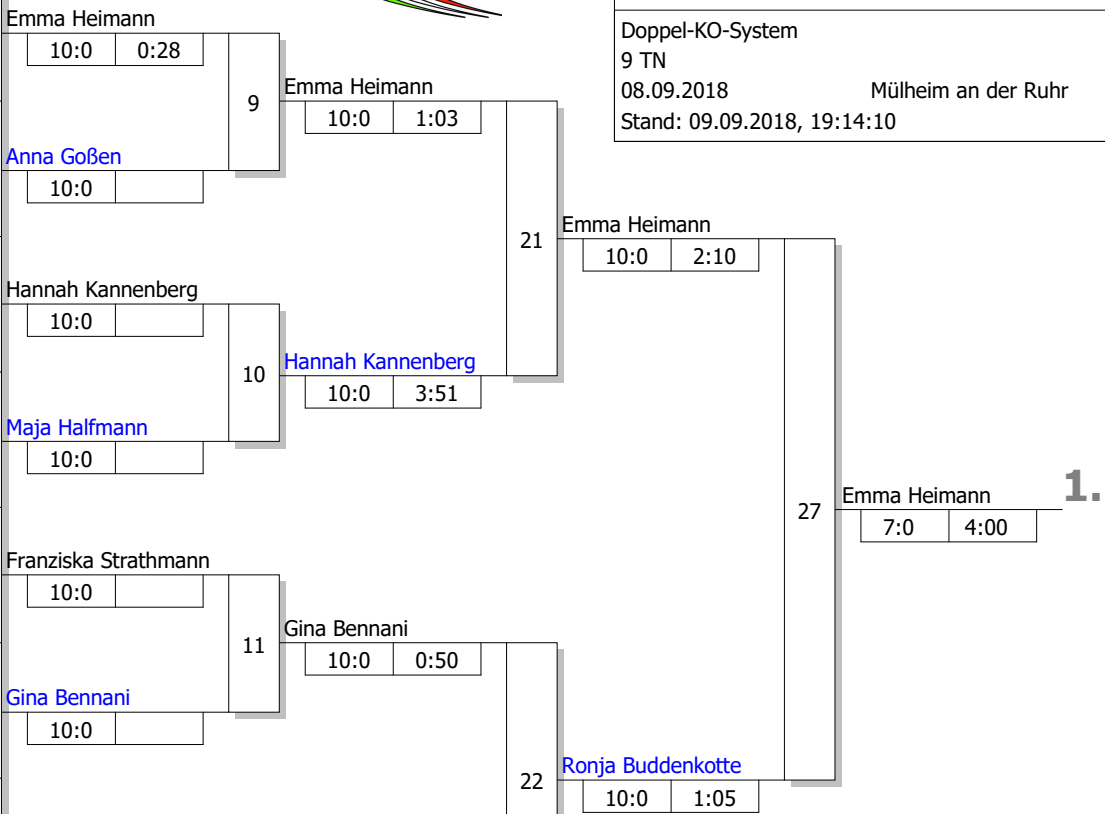 Emma Heimann
10:0 0:28
Doppel-KO-System
9 TN
08.09.2018 Mülheim an der Ruhr
Stand: 09.09.2018, 19:14:10
9
Emma Heimann
10:0 1:03
Anna Goßen
10:0
21
Emma Heimann
10:0 2:10
Hannah Kannenberg
10:0
10
Hannah Kannenberg
10:0 3:51
Maja Halfmann
10:0
27
Emma Heimann
1.
7:0 4:00
Franziska Strathmann
10:0
11
Gina Bennani
10:0 0:50
Gina Bennani
10:0
22
Ronja Buddenkotte
10:0 1:05